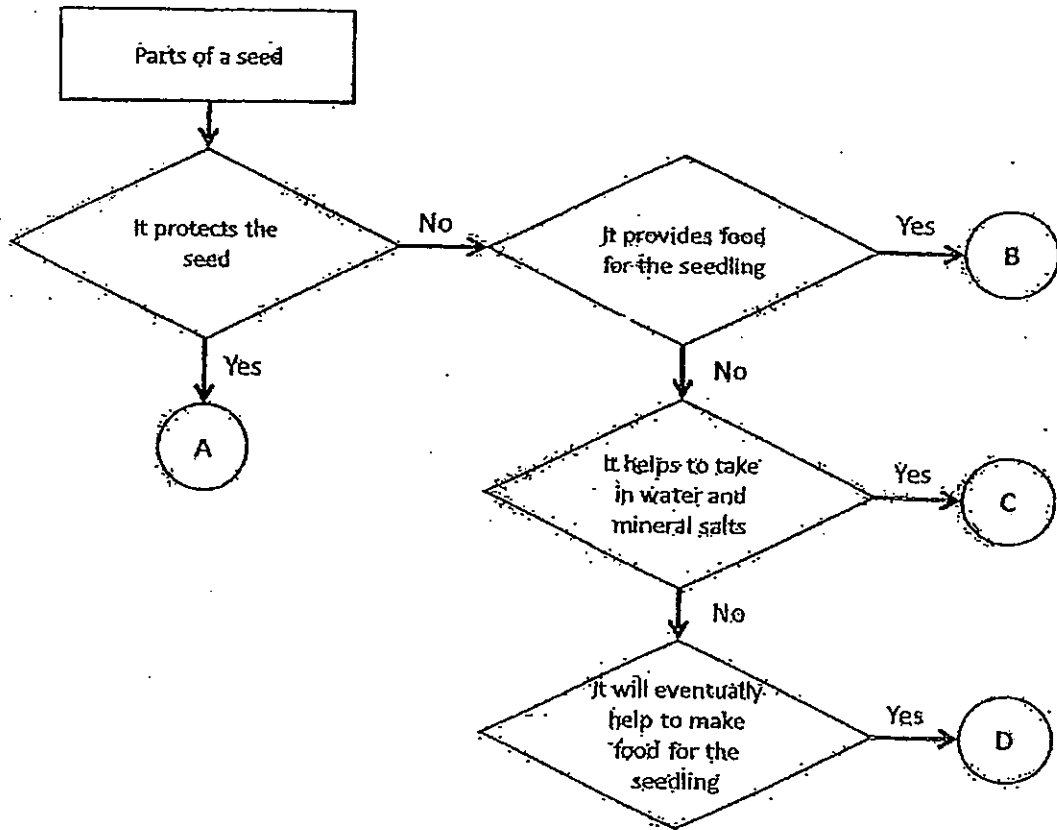 Parts of a seed
It protects the
seed
No
It provides food
for the seedling
Yes
B
Yes
A
No
It helps to take
in water and
mineral salts
Yes
C
No
It will eventually
help to make
food for the
seedling
Yes
D